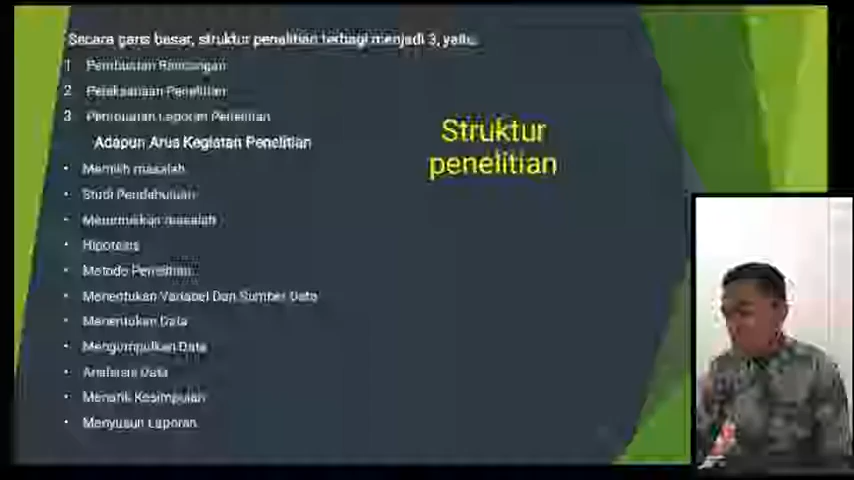 Secara garis besar, struktur penelitian terbagi menjadi 3, yaitu
1 Pembuatan Rancangan
2 Pelaksanaan Penelitian
3 Pembuatan Laporan Penelitian
Adapun Arus Kegiatan Penelitian
• Memilih masalah
• Studi Pendahuluan
• Merumuskan masalah
• Hipotesis
• Metode Penelitian
• Menentukan Variabel Dan Sumber Data
• Menentukan Data
• Mengumpulkan Data
• Analisis Data
• Menarik Kesimpulan
• Menyusun Laporan
Struktur
penelitian